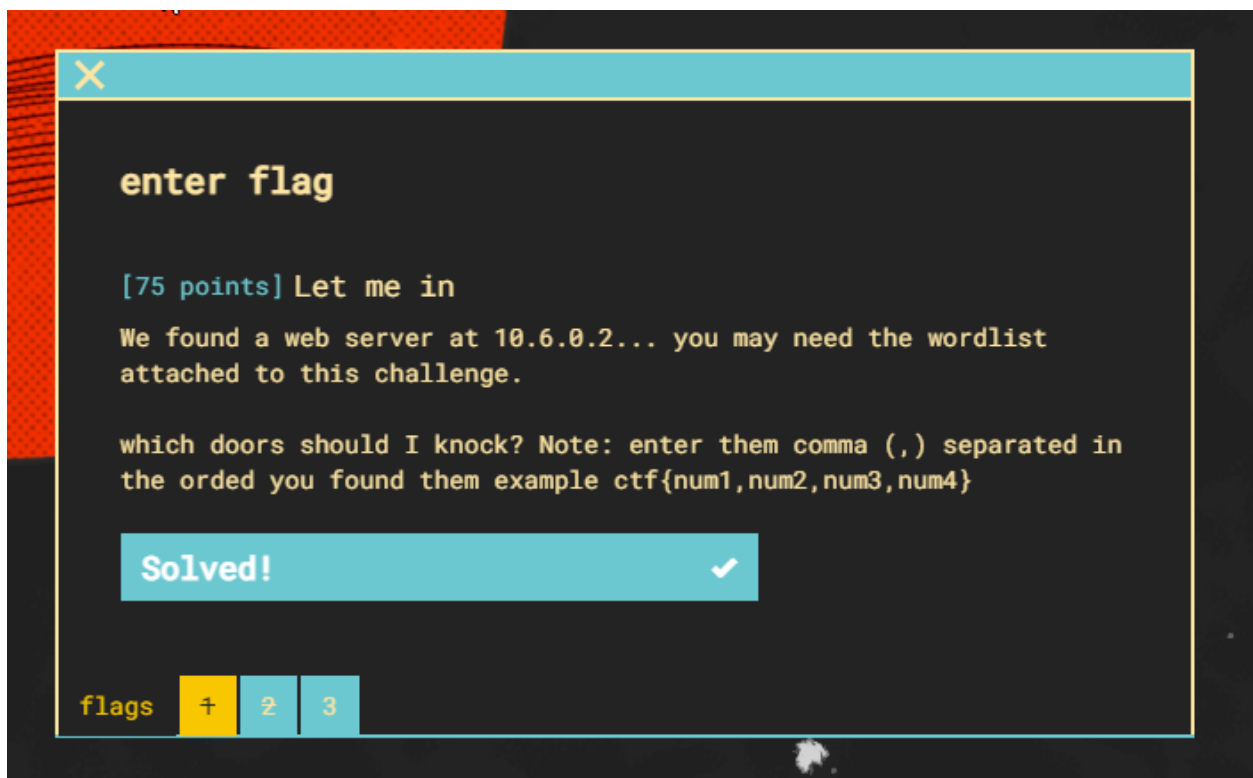 enter flag
[75 points] Let me in
We found a web server at 10.6.0.2... you may need the wordlist
attached to this challenge.
which doors should I knock? Note: enter them comma (,) separated in
the orded you found them example ctf{num1,num2,num3,num4}
Solved!
flags 1 2 3